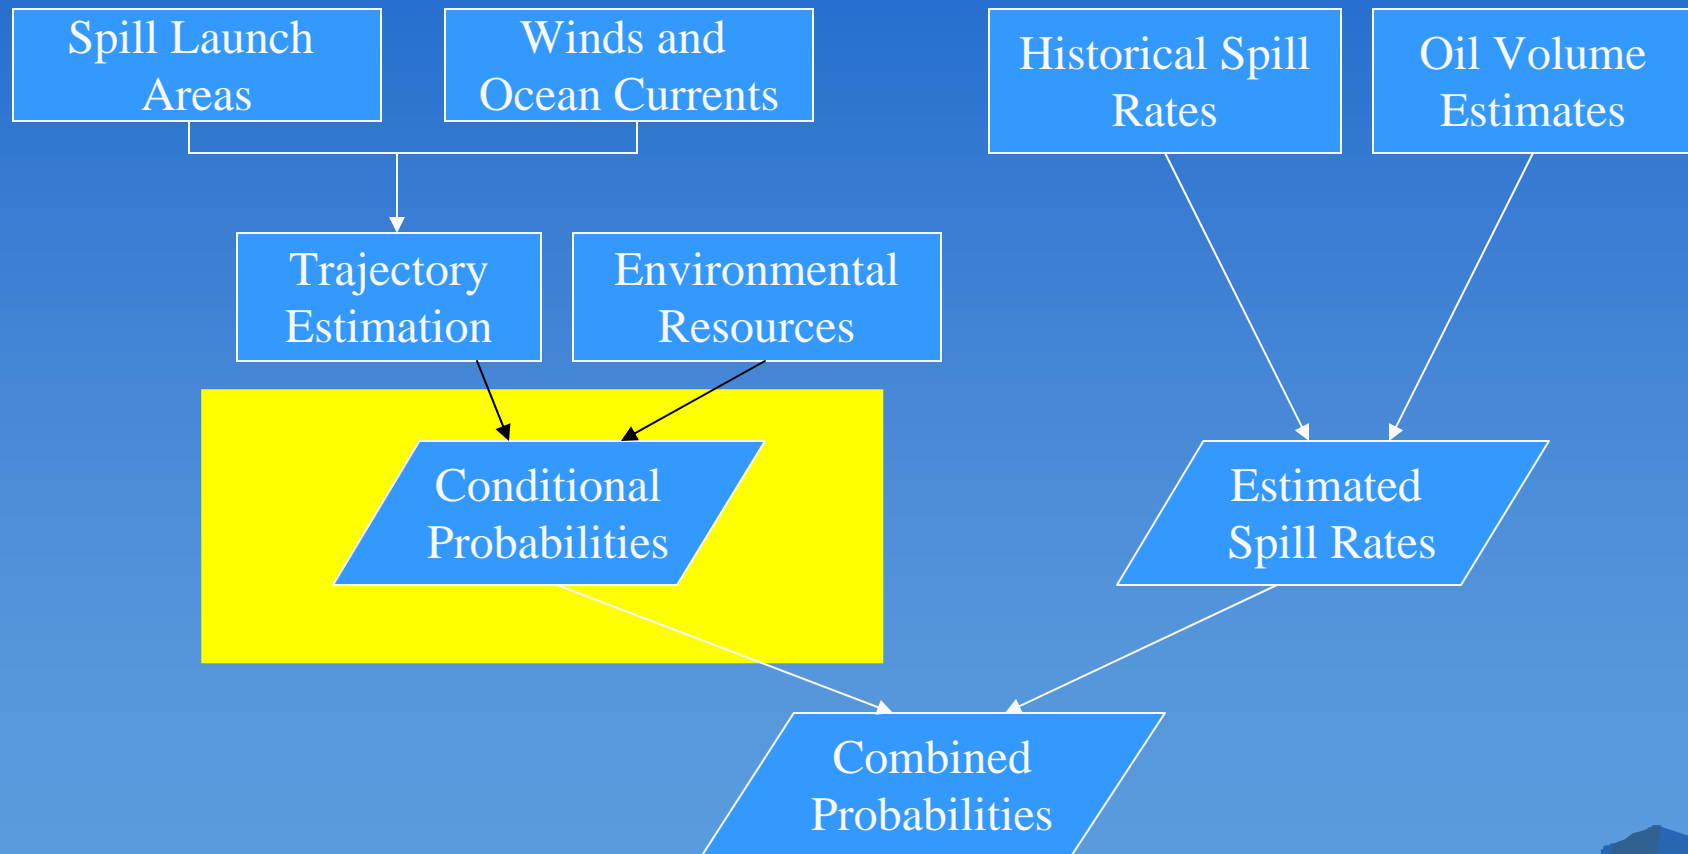 Spill Launch
Areas
Winds and
Ocean Currents
Historical Spill
Rates
Oil Volume
Estimates
Trajectory
Estimation
Environmental
Resources
Conditional
Probabilities
Estimated
Spill Rates
Combined
Probabilities